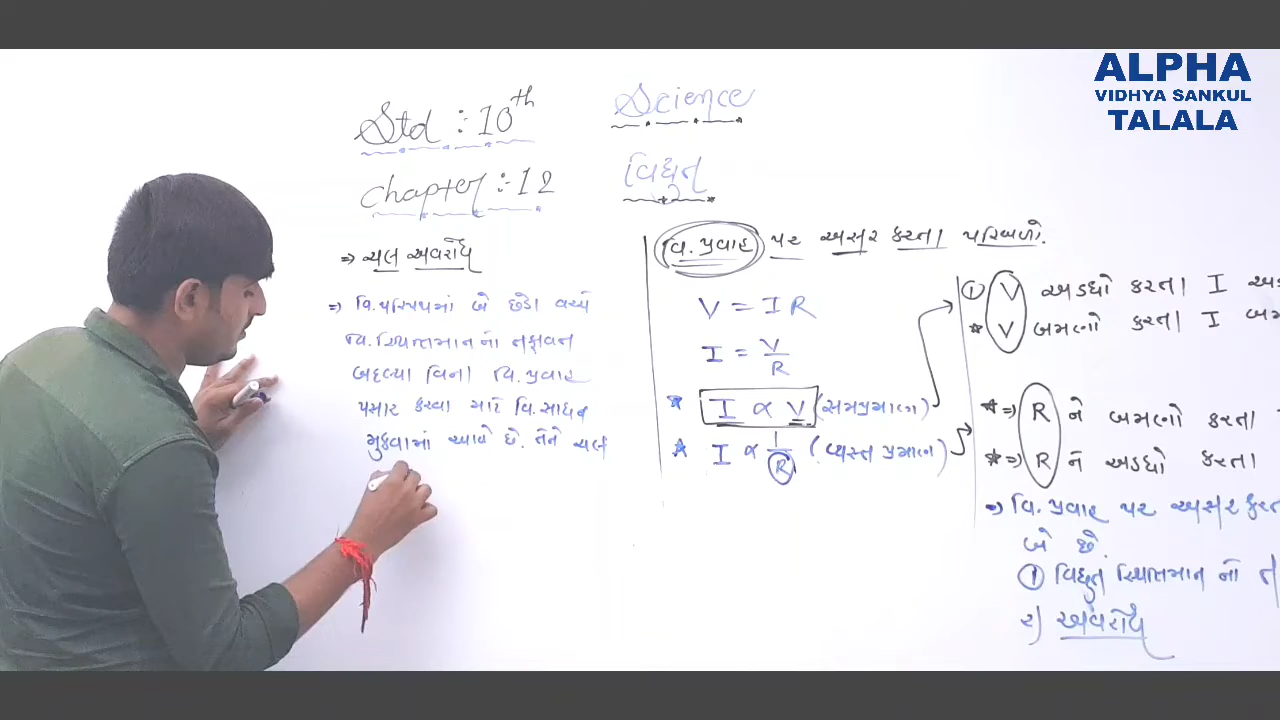 ALPHA
VIDHYA SANKUL
TALALA
Std : 10th
Science
Chapter :- 12
વિદ્યુત
⇒ ચલ અવરોધ
⇒ વિ. પરિપથમાં બે છેડા વચ્ચે
વિ. સ્થિતિમાનનો તફાવત
બદલ્યા વિના વિ. પ્રવાહ
પસાર કરવા માટે વિ. સાધન
મુકવામાં આવે છે. તેને ચલ
વિ. પ્રવાહ પર અસર કરતા પરિબળો.
V = I R
I = V/R
* I ∝ V (સમપ્રમાણ)
* I ∝ 1/R (વ્યસ્ત પ્રમાણ)
① V અડધો કરતા I
* V બમણો કરતા I
* ⇒ R ને બમણો કરતા
* ⇒ R ને અડધો કરતા
⇒ વિ. પ્રવાહ પર અસર કરત
બે છે.
① વિદ્યુત સ્થિતિમાન નો ત
૨) અવરોધ